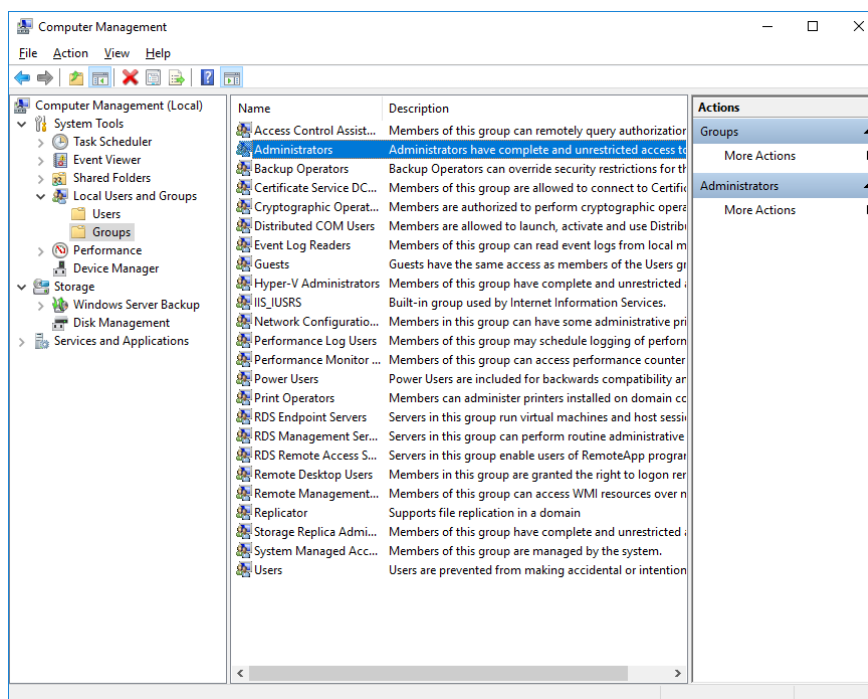 Computer Management
File Action View Help
Computer Management (Local)
System Tools
Task Scheduler
Event Viewer
Shared Folders
Local Users and Groups
Users
Groups
Performance
Device Manager
Storage
Windows Server Backup
Disk Management
Services and Applications
Name Description
Access Control Assist... Members of this group can remotely query authorization
Administrators Administrators have complete and unrestricted access to
Backup Operators Backup Operators can override security restrictions for th
Certificate Service DC... Members of this group are allowed to connect to Certific
Cryptographic Operat... Members are authorized to perform cryptographic opera
Distributed COM Users Members are allowed to launch, activate and use Distribu
Event Log Readers Members of this group can read event logs from local m
Guests Guests have the same access as members of the Users gr
Hyper-V Administrators Members of this group have complete and unrestricted a
IIS_IUSRS Built-in group used by Internet Information Services.
Network Configuratio... Members in this group can have some administrative pri
Performance Log Users Members of this group may schedule logging of perform
Performance Monitor ... Members of this group can access performance counter
Power Users Power Users are included for backwards compatibility an
Print Operators Members can administer printers installed on domain co
RDS Endpoint Servers Servers in this group run virtual machines and host sessi
RDS Management Ser... Servers in this group can perform routine administrative
RDS Remote Access S... Servers in this group enable users of RemoteApp program
Remote Desktop Users Members in this group are granted the right to logon rer
Remote Management... Members of this group can access WMI resources over n
Replicator Supports file replication in a domain
Storage Replica Admi... Members of this group have complete and unrestricted a
System Managed Acc... Members of this group are managed by the system.
Users Users are prevented from making accidental or intention
Actions
Groups
More Actions
Administrators
More Actions